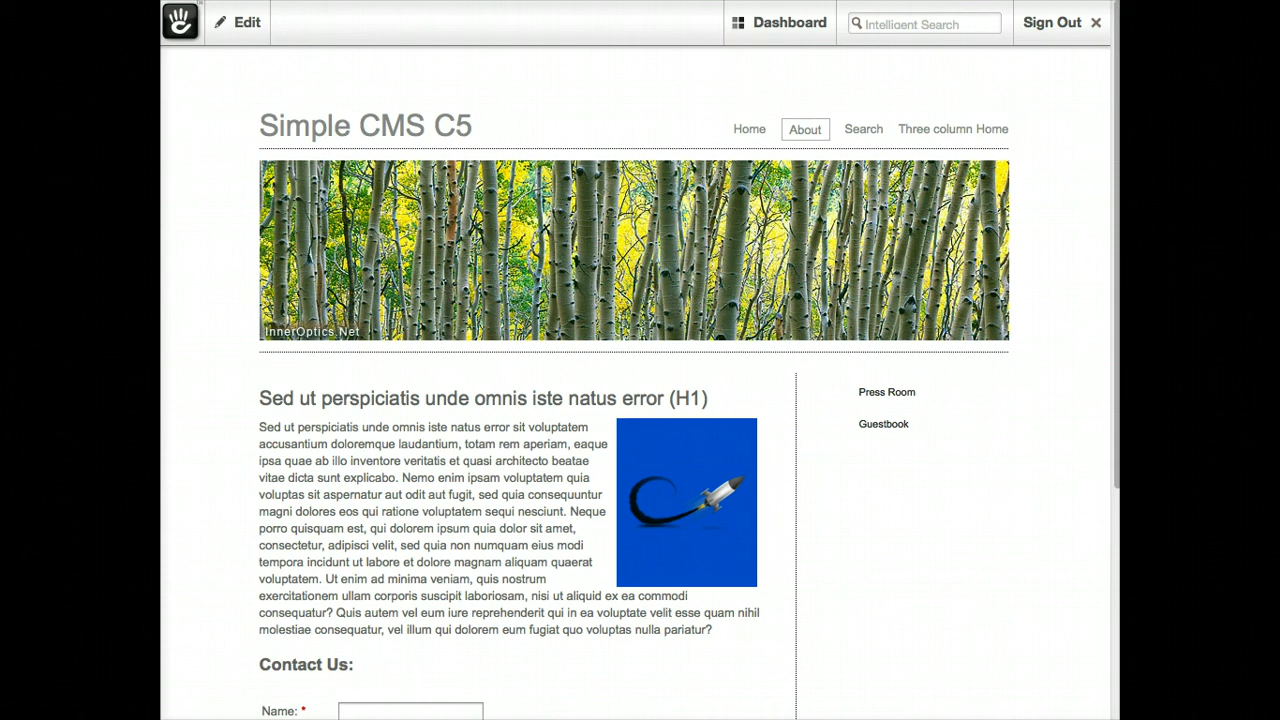 Edit
Dashboard
Intelligent Search
Sign Out ×
Simple CMS C5
Home
About
Search
Three column Home
InnerOptics.Net
Sed ut perspiciatis unde omnis iste natus error (H1)
Sed ut perspiciatis unde omnis iste natus error sit voluptatem
accusantium doloremque laudantium, totam rem aperiam, eaque
ipsa quae ab illo inventore veritatis et quasi architecto beatae
vitae dicta sunt explicabo. Nemo enim ipsam voluptatem quia
voluptas sit aspernatur aut odit aut fugit, sed quia consequuntur
magni dolores eos qui ratione voluptatem sequi nesciunt. Neque
porro quisquam est, qui dolorem ipsum quia dolor sit amet,
consectetur, adipisci velit, sed quia non numquam eius modi
tempora incidunt ut labore et dolore magnam aliquam quaerat
voluptatem. Ut enim ad minima veniam, quis nostrum
exercitationem ullam corporis suscipit laboriosam, nisi ut aliquid ex ea commodi
consequatur? Quis autem vel eum iure reprehenderit qui in ea voluptate velit esse quam nihil
molestiae consequatur, vel illum qui dolorem eum fugiat quo voluptas nulla pariatur?
Press Room
Guestbook
Contact Us:
Name: *